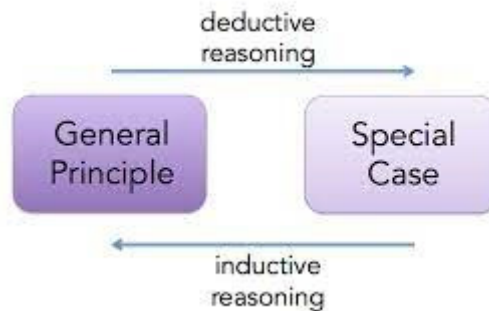 deductive
reasoning
General
Principle
Special
Case
inductive
reasoning